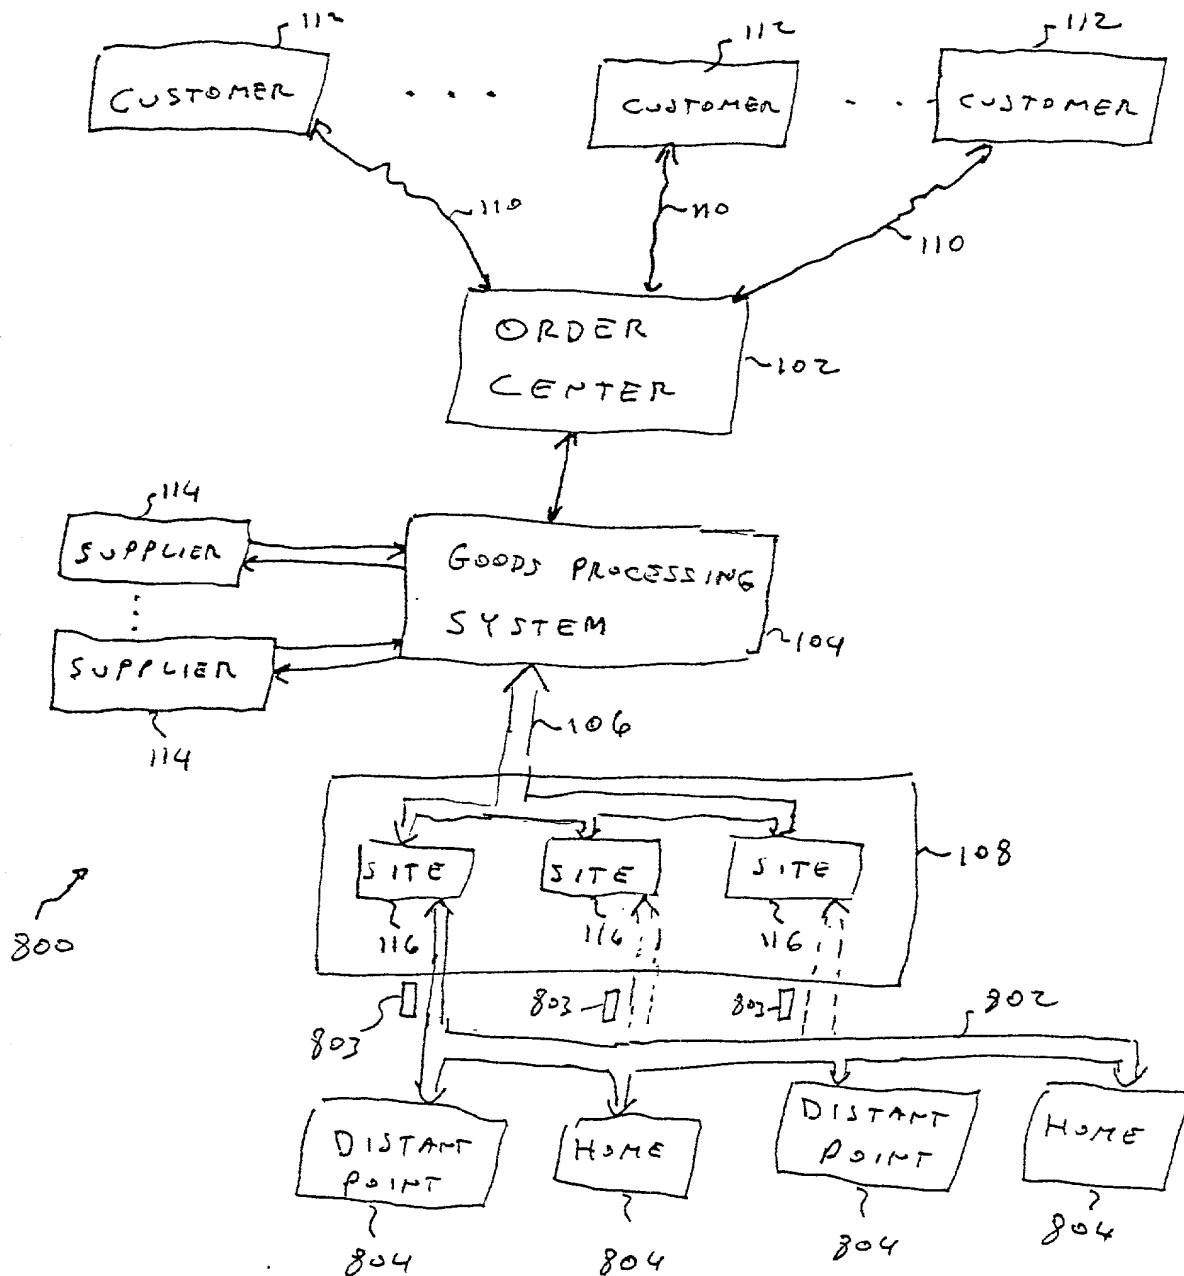 112
112
112
CUSTOMER
. . .
CUSTOMER
. . .
CUSTOMER
110
110
110
ORDER
CENTER
102
114
SUPPLIER
SUPPLIER
114
GOODS PROCESSING
SYSTEM
104
106
108
SITE
SITE
SITE
116
116
116
800
803
803
803
802
DISTANT
POINT
HOME
DISTANT
POINT
HOME
804
804
804
804